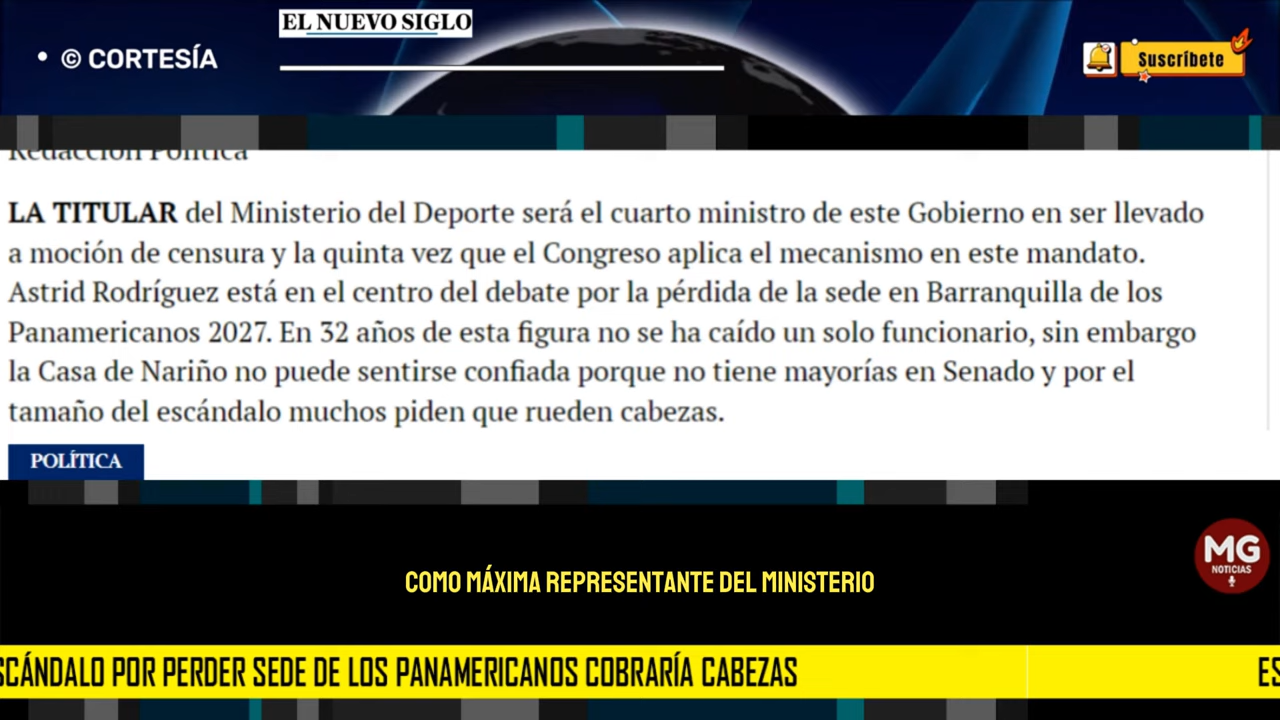 EL NUEVO SIGLO
• © CORTESÍA
Suscríbete
Redacción Política
LA TITULAR del Ministerio del Deporte será el cuarto ministro de este Gobierno en ser llevado
a moción de censura y la quinta vez que el Congreso aplica el mecanismo en este mandato.
Astrid Rodríguez está en el centro del debate por la pérdida de la sede en Barranquilla de los
Panamericanos 2027. En 32 años de esta figura no se ha caído un solo funcionario, sin embargo
la Casa de Nariño no puede sentirse confiada porque no tiene mayorías en Senado y por el
tamaño del escándalo muchos piden que rueden cabezas.
POLÍTICA
MG
NOTICIAS
COMO MÁXIMA REPRESENTANTE DEL MINISTERIO
SCÁNDALO POR PERDER SEDE DE LOS PANAMERICANOS COBRARÍA CABEZAS
ES